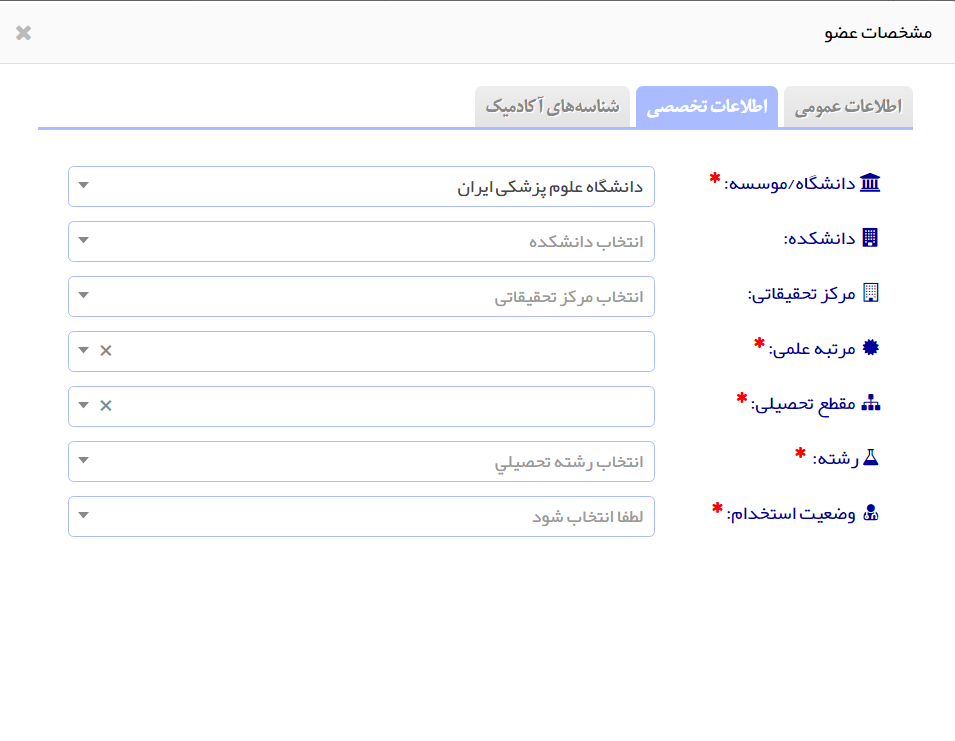 مشخصات عضو
اطلاعات عمومی
اطلاعات تخصصی
شناسه‌های آکادمیک
دانشگاه/موسسه: *
دانشگاه علوم پزشکی ایران
دانشکده:
انتخاب دانشکده
مرکز تحقیقاتی:
انتخاب مرکز تحقیقاتی
مرتبه علمی: *
مقطع تحصیلی: *
رشته: *
انتخاب رشته تحصيلي
وضعیت استخدام: *
لطفا انتخاب شود